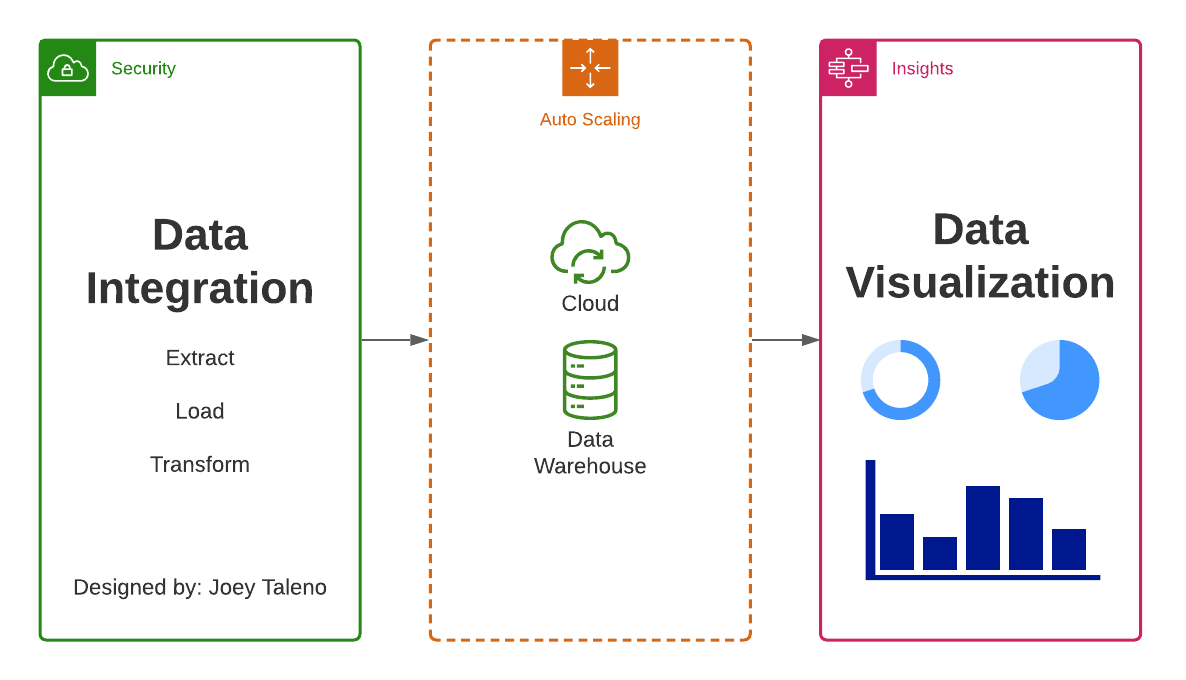 Security
Data
Integration
Extract
Load
Transform
Designed by: Joey Taleno
Auto Scaling
Cloud
Data
Warehouse
Insights
Data
Visualization